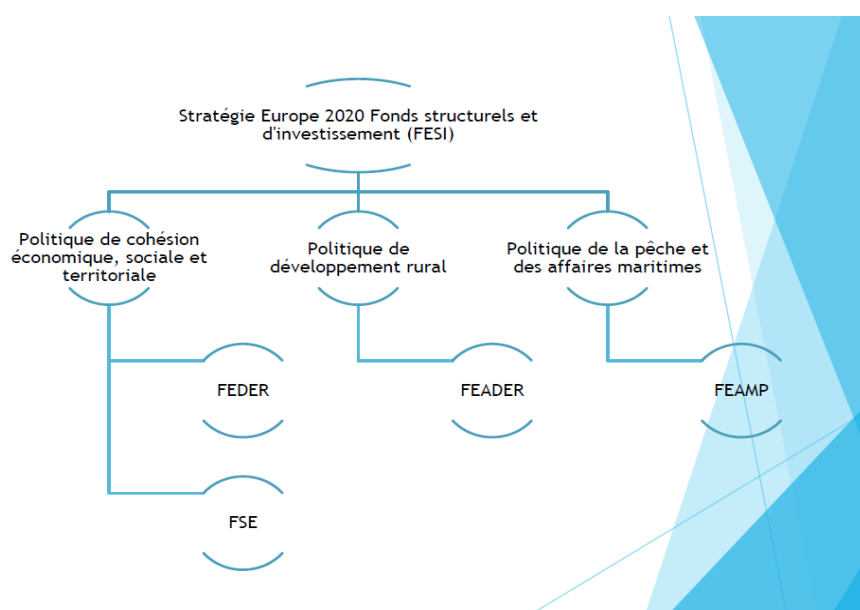 Stratégie Europe 2020 Fonds structurels et
d'investissement (FESI)
Politique de cohésion
économique, sociale et
territoriale
Politique de
développement rural
Politique de la pêche et
des affaires maritimes
FEDER
FEADER
FEAMP
FSE